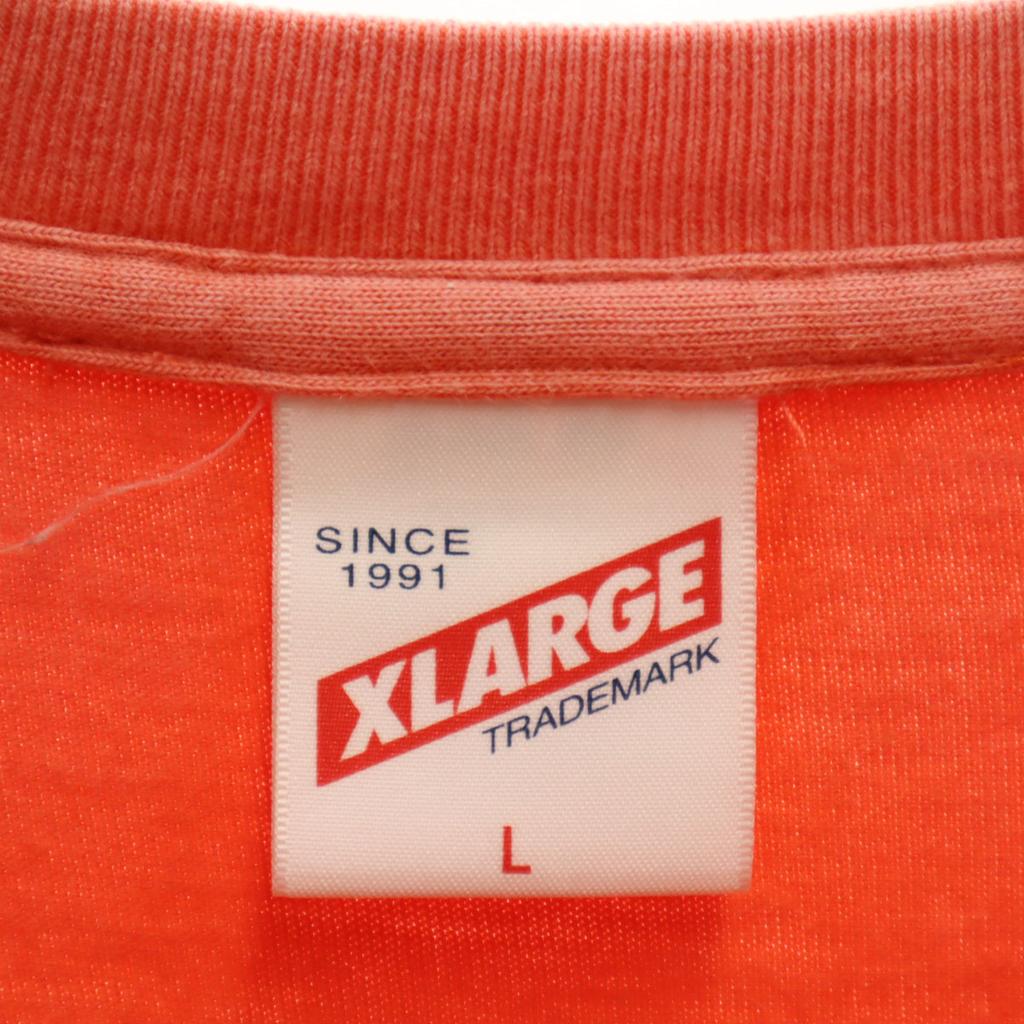 SINCE
1991
XLARGE
TRADEMARK
L